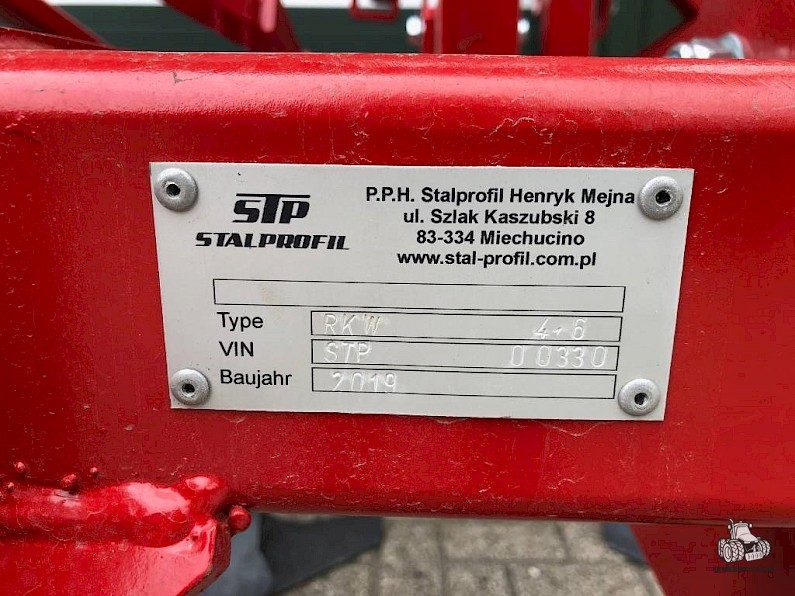 STP
STALPROFIL
P.P.H. Stalprofil Henryk Mejna
ul. Szlak Kaszubski 8
83-334 Miechucino
www.stal-profil.com.pl
Type RKW 4-6
VIN STP 00330
Baujahr 2019